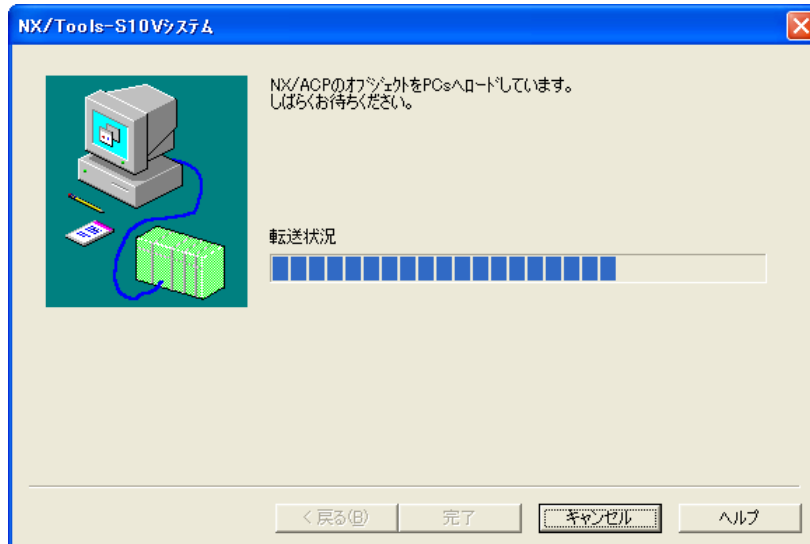 NX/Tools-S10Vシステム
NX/ACPのオブジェクトをPCsへロードしています。
しばらくお待ちください。
転送状況
< 戻る(B)
完了
キャンセル
ヘルプ